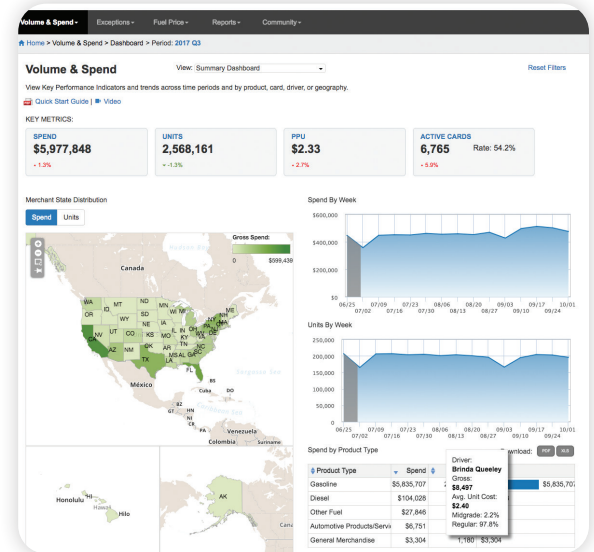 Volume & Spend
Exceptions
Fuel Price
Reports
Community
Home > Volume & Spend > Dashboard > Period: 2017 Q3
Volume & Spend
View: Summary Dashboard
Reset Filters
View Key Performance Indicators and trends across time periods and by product, card, driver, or geography.
Quick Start Guide | Video
KEY METRICS:
SPEND
$5,977,848
1.3%
UNITS
2,568,161
-1.3%
PPU
$2.33
2.7%
ACTIVE CARDS
6,765 Rate: 54.2%
5.9%
Merchant State Distribution
Spend Units
Gross Spend:
0 $599,439
Canada
WA MT ND MN ME
OR ID SD WI MI NY NH
WY NE IA PA MA
NV UT CO KS MO IL IN OH
CA KY VA
AZ NM OK AR TN NC
TX LA MS AL GA SC
FL
México
BS
Cuba DO
BZ
GT HN
NI
CR
PA Venezuela
Colombia Suriname
Honolulu HI
Hawaii Hilo
AK
Cana
Spend By Week
$600,000
$400,000
$200,000
$0
06/25 07/09 07/23 08/06 08/20 09/03 09/17 10/01
07/02 07/16 07/30 08/13 08/27 09/10 09/24
Units By Week
250,000
200,000
150,000
100,000
50,000
0
06/25 07/09 07/23 08/06 08/20 09/03 09/17 10/01
07/02 07/16 07/30 08/13 08/27 09/10 09/24
Spend by Product Type
Download: PDF XLS
Product Type Spend
Gasoline $5,835,707 2 $5,835,707
Diesel $104,028
Other Fuel $27,846
Automotive Products/Servi $6,751
General Merchandise $3,304 1,180 $3,304
Driver:
Brinda Queeley
Gross:
$8,497
Avg. Unit Cost:
$2.40
Midgrade: 2.2%
Regular: 97.8%